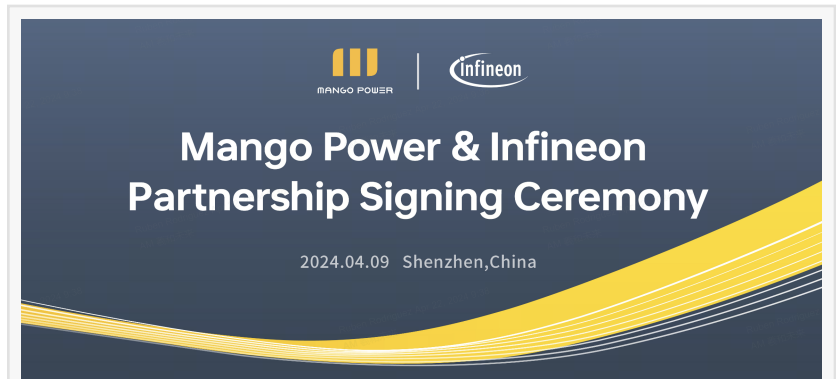 MANGO POWER
infineon
Mango Power & Infineon
Partnership Signing Ceremony
2024.04.09 Shenzhen,China